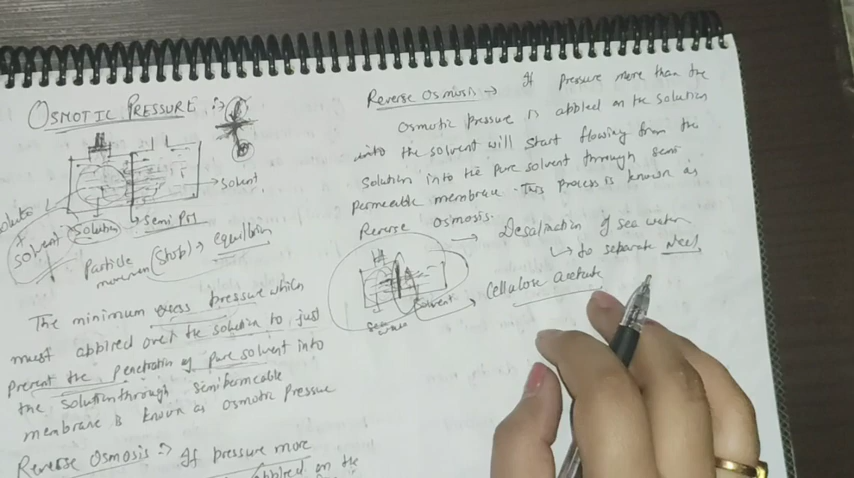 OSMOTIC PRESSURE :-
Solvent
Solute
+
Solvent
Solution
Semi PM
Particle (Stop) → equilibrium
The minimum excess pressure which
must applied over the solution to just
prevent the penetration of pure solvent into
the solution through semipermeable
membrane is known as osmotic pressure
Reverse Osmosis :- If pressure more
applied on the
Reverse Osmosis → If pressure more than the
Osmotic pressure is applied on the solution
into the solvent will start flowing from the
solution into the pure solvent through semi
permeable membrane. This process is known as
Reverse Osmosis.
→ Desalination of sea water
↳ to separate NaCl
Solvent
Sea
water
→ Cellulose acetate